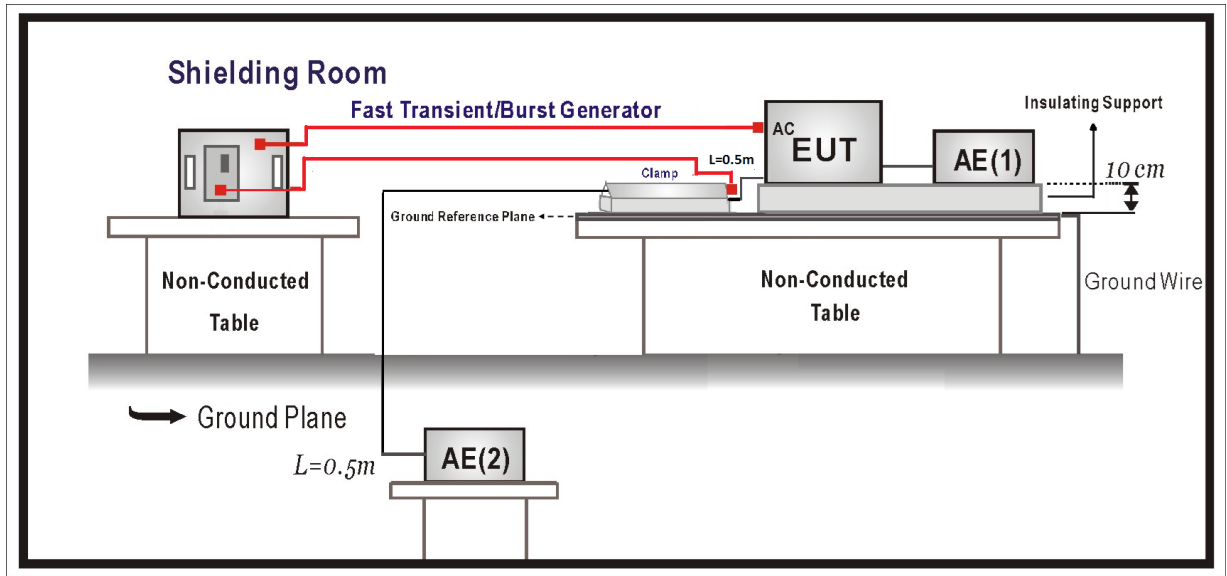 Shielding Room
Fast Transient/Burst Generator
Insulating Support
AC
EUT
AE(1)
L=0.5m
Clamp
10 cm
Ground Reference Plane
Non-Conducted
Table
Non-Conducted
Table
Ground Wire
Ground Plane
L=0.5m
AE(2)